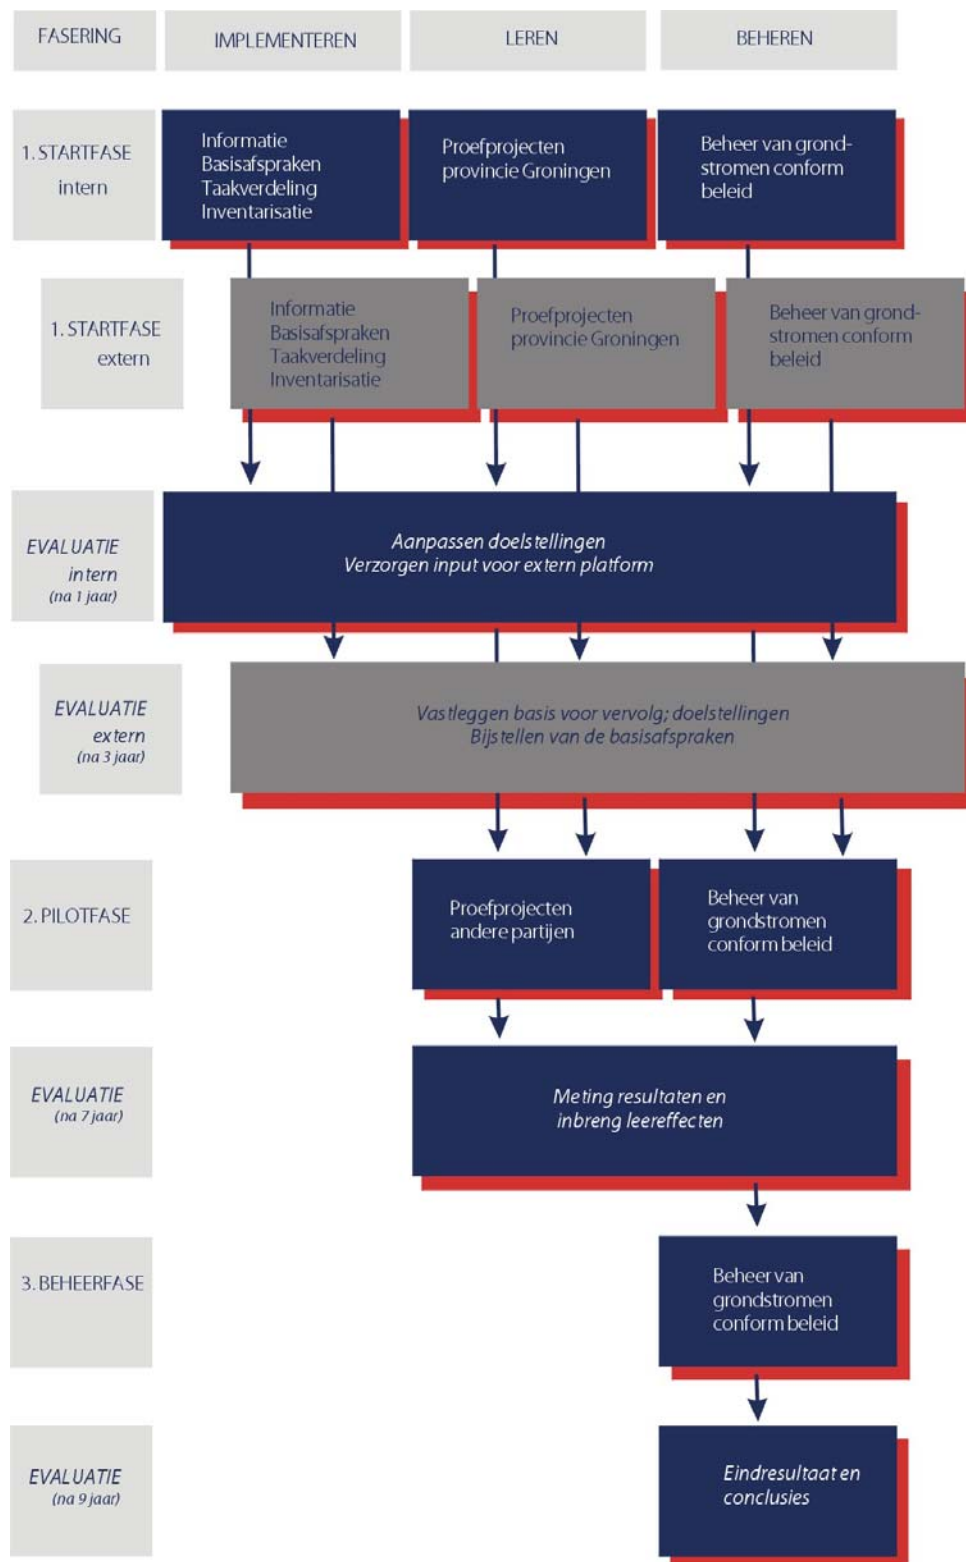 FASERING
IMPLEMENTEREN
LEREN
BEHEREN
1. STARTFASE
intern
Informatie
Basisafspraken
Taakverdeling
Inventarisatie
Proefprojecten
provincie Groningen
Beheer van grond-
stromen conform
beleid
1. STARTFASE
extern
Informatie
Basisafspraken
Taakverdeling
Inventarisatie
Proefprojecten
provincie Groningen
Beheer van grond-
stromen conform
beleid
EVALUATIE
intern
(na 1 jaar)
Aanpassen doelstellingen
Verzorgen input voor extern platform
EVALUATIE
extern
(na 3 jaar)
Vastleggen basis voor vervolg; doelstellingen
Bijstellen van de basisafspraken
2. PILOTFASE
Proefprojecten
andere partijen
Beheer van
grondstromen
conform beleid
EVALUATIE
(na 7 jaar)
Meting resultaten en
inbreng leereffecten
3. BEHEERFASE
Beheer van
grondstromen
conform beleid
EVALUATIE
(na 9 jaar)
Eindresultaat en
conclusies